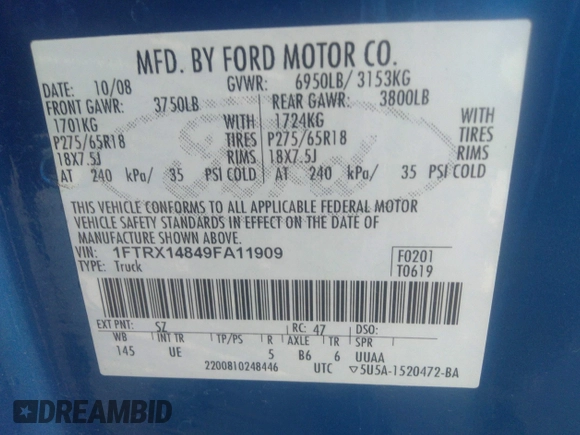 MFD. BY FORD MOTOR CO.
DATE: 10/08 GVWR: 6950LB/ 3153KG
FRONT GAWR: 3750LB REAR GAWR: 3800LB
1701KG WITH 1724KG WITH
P275/65R18 TIRES P275/65R18 TIRES
18X7.5J RIMS 18X7.5J RIMS
AT 240 kPa/ 35 PSI COLD AT 240 kPa/ 35 PSI COLD
Ford
THIS VEHICLE CONFORMS TO ALL APPLICABLE FEDERAL MOTOR
VEHICLE SAFETY STANDARDS IN EFFECT ON THE DATE OF
MANUFACTURE SHOWN ABOVE.
VIN: 1FTRX14849FA11909 F0201
TYPE: Truck T0619
EXT PNT: SZ RC: 47 DSO:
WB INT TR TP/PS R AXLE TR SPR
145 UE 5 B6 6 UUAA
2200810248446 UTC ▽5U5A-1520472-BA
DREAMBID